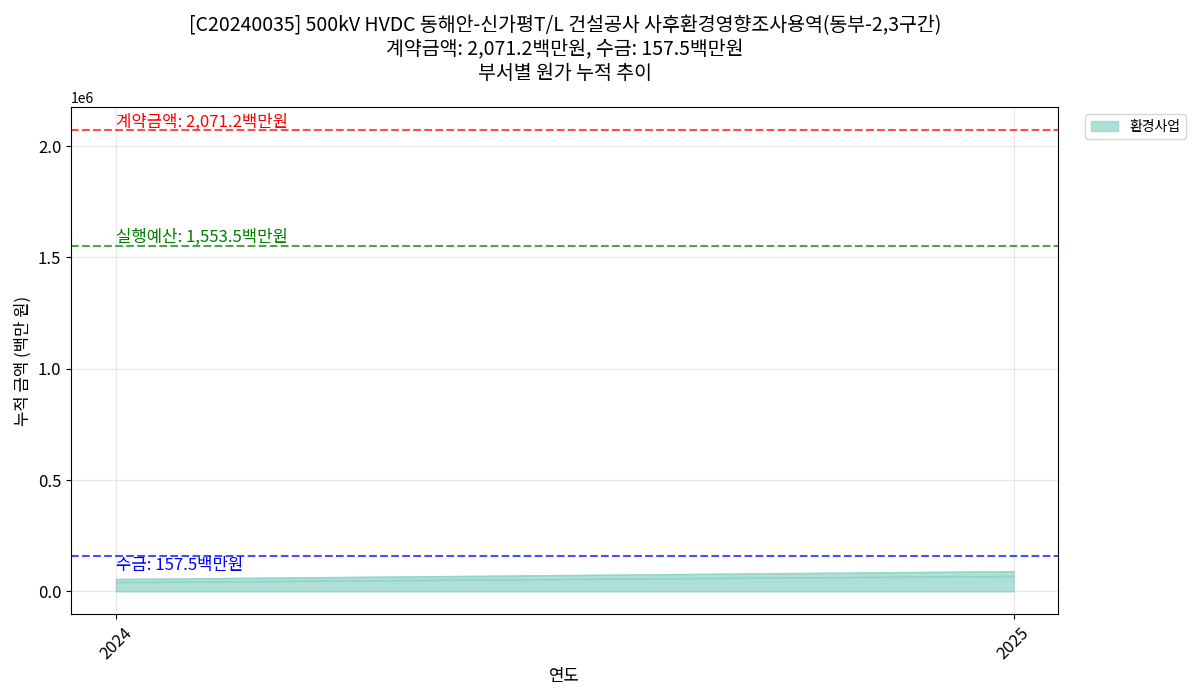 [C20240035] 500kV HVDC 동해안-신가평T/L 건설공사 사후환경영향조사용역(동부-2,3구간)
계약금액: 2,071.2백만원, 수금: 157.5백만원
부서별 원가 누적 추이
1e6
계약금액: 2,071.2백만원
환경사업
2.0
실행예산: 1,553.5백만원
1.5
누적 금액 (백만 원)
1.0
0.5
수금: 157.5백만원
0.0
2024
2025
연도